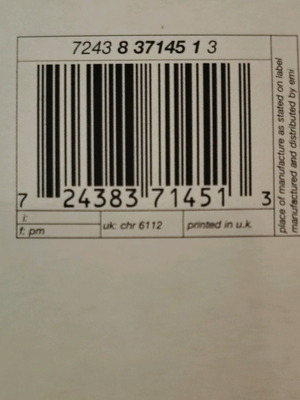 7243 8 37145 1 3
7 24383 71451 3
i:
f: pm
uk: chr 6112
printed in u.k.
place of manufacture as stated on label
manufactured and distributed by emi